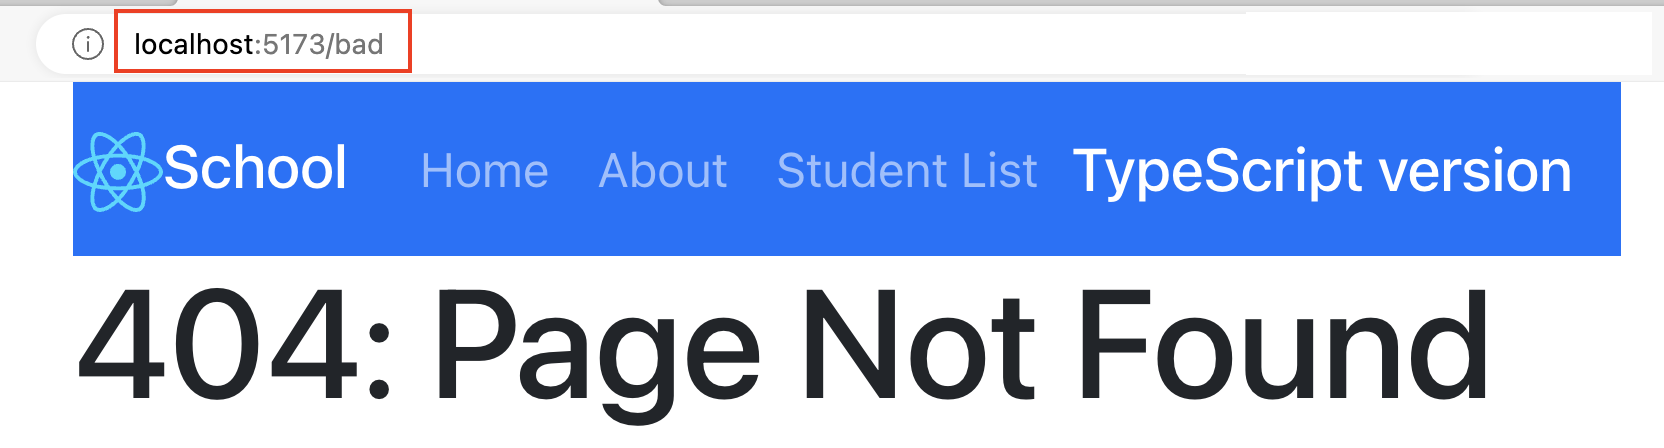 localhost:5173/bad
School Home About Student List TypeScript version
404: Page Not Found